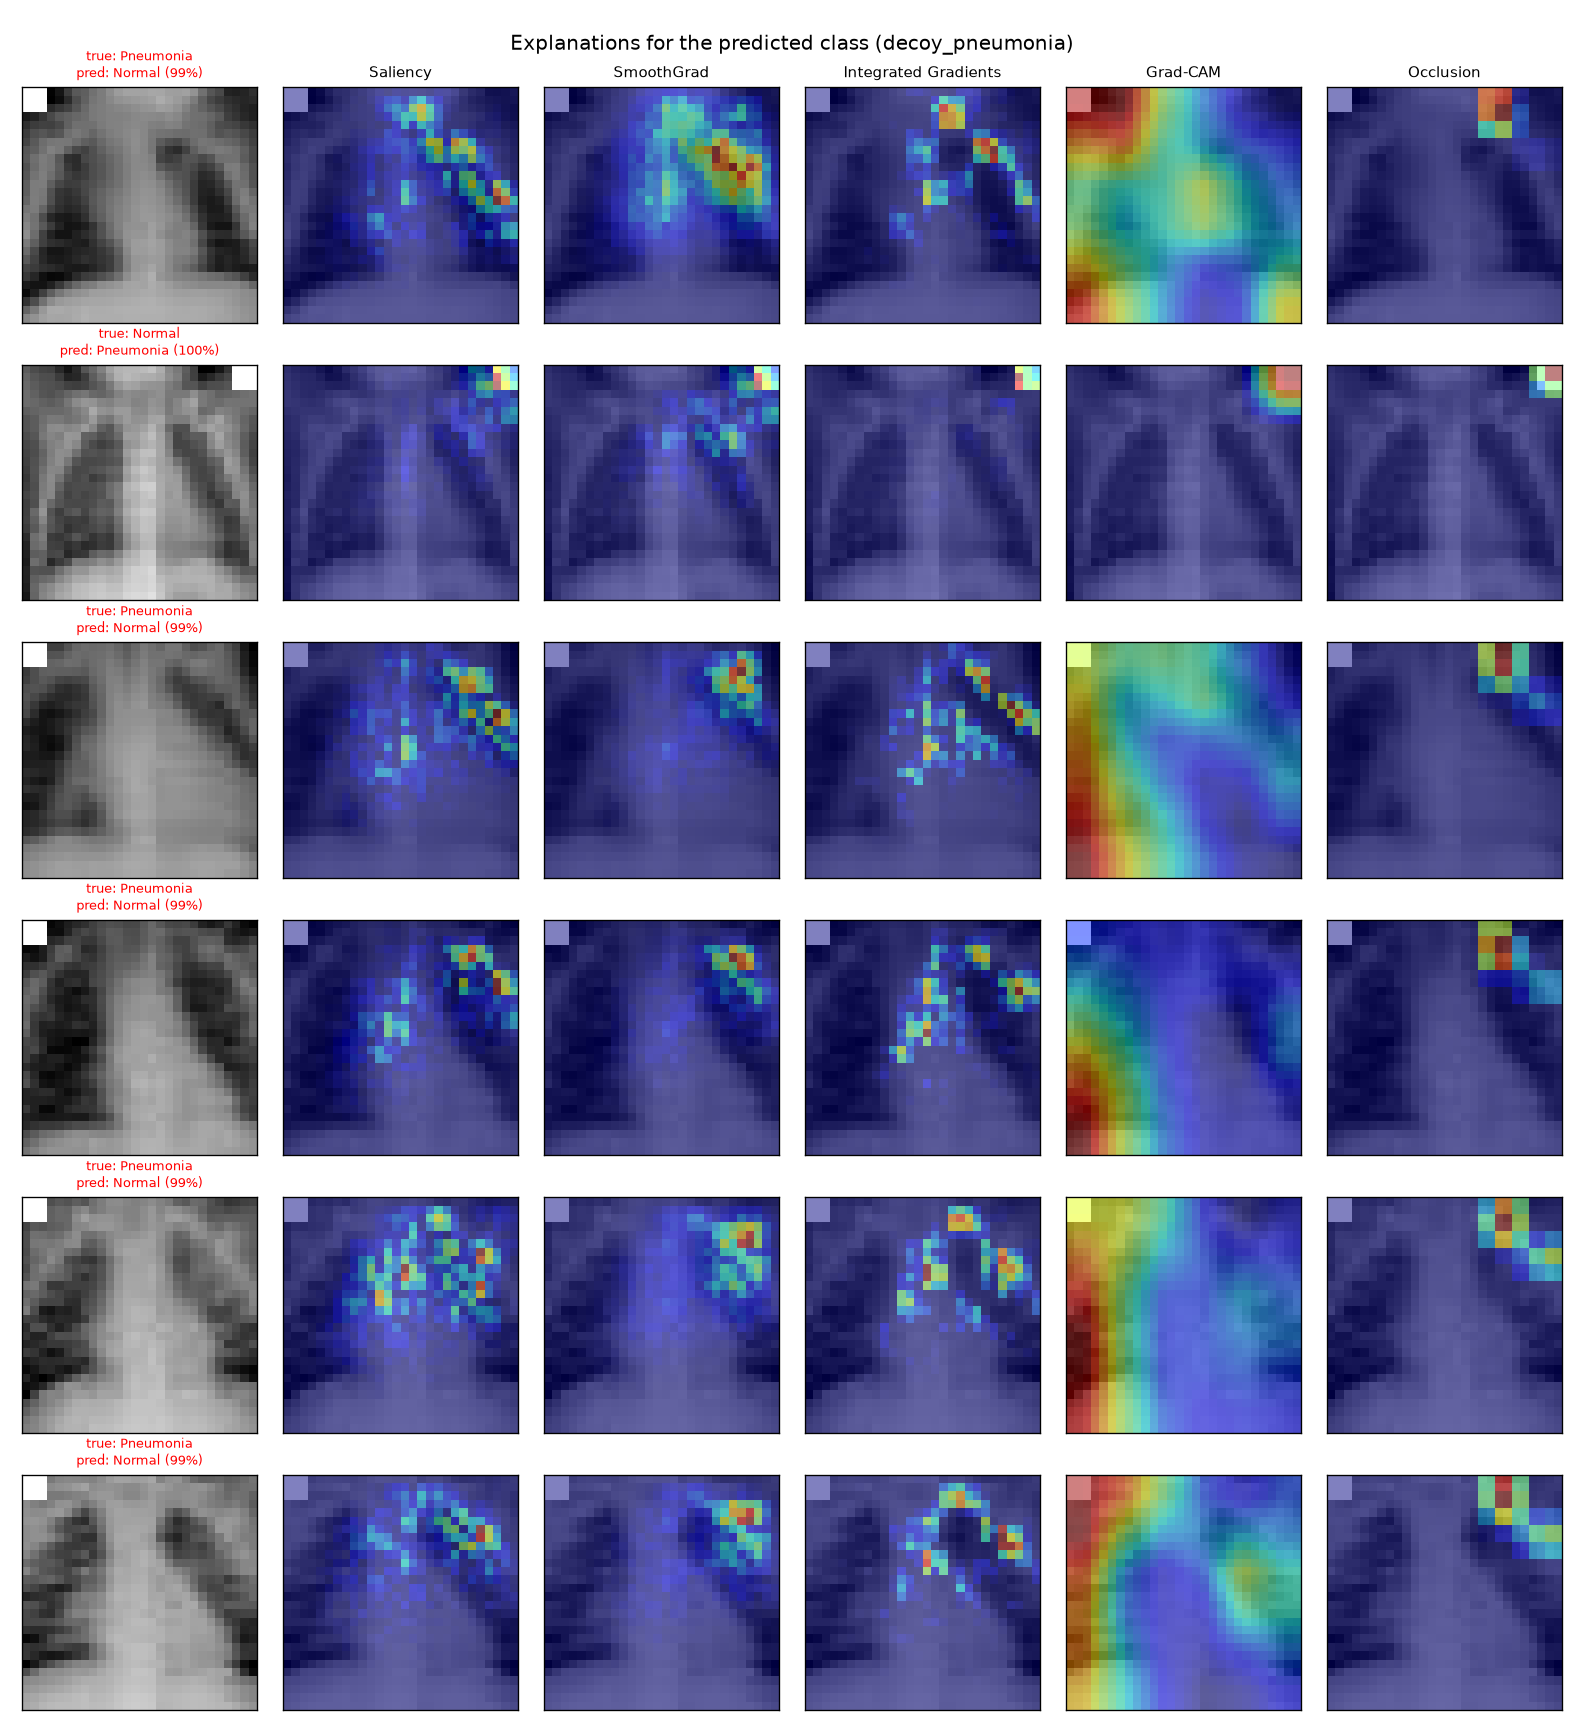 Explanations for the predicted class (decoy_pneumonia)
true: Pneumonia
pred: Normal (99%)
Saliency
SmoothGrad
Integrated Gradients
Grad-CAM
Occlusion
true: Normal
pred: Pneumonia (100%)
true: Pneumonia
pred: Normal (99%)
true: Pneumonia
pred: Normal (99%)
true: Pneumonia
pred: Normal (99%)
true: Pneumonia
pred: Normal (99%)